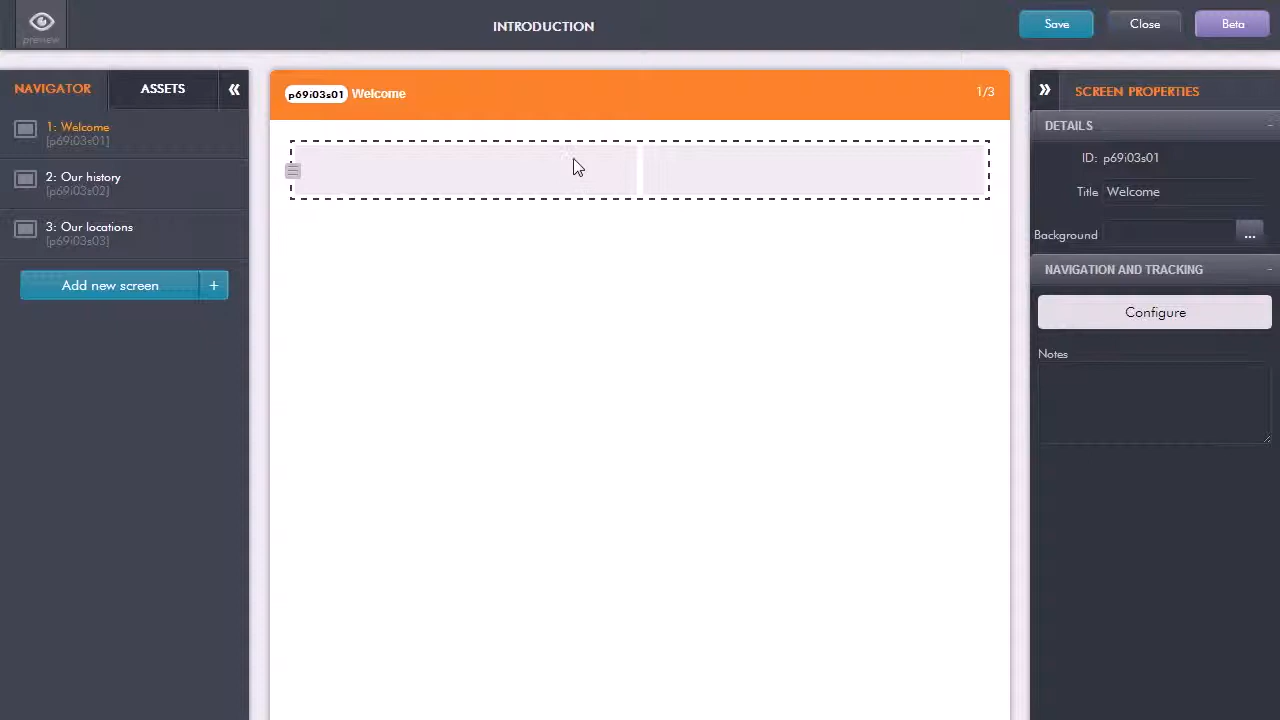 preview
INTRODUCTION
Save
Close
Beta
NAVIGATOR
ASSETS
«
1: Welcome
[p69i03s01]
2: Our history
[p69i03s02]
3: Our locations
[p69i03s03]
Add new screen +
p69i03s01 Welcome
1/3
»
SCREEN PROPERTIES
DETAILS -
ID: p69i03s01
Title Welcome
Background ...
NAVIGATION AND TRACKING -
Configure
Notes